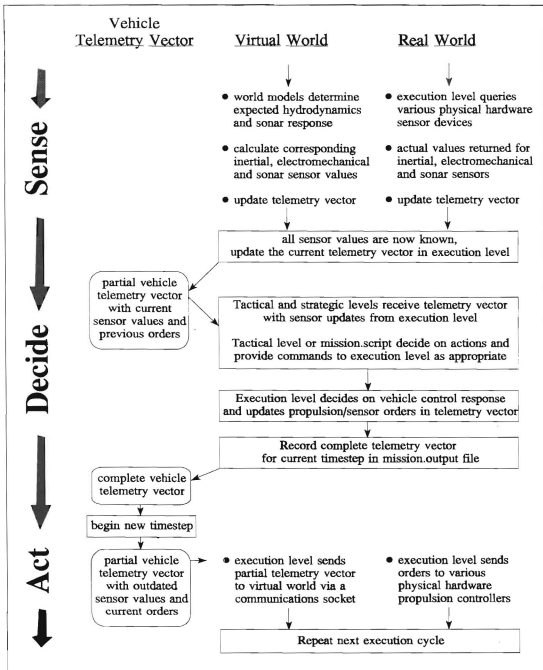 Vehicle
Telemetry Vector
Virtual World
Real World
Sense
● world models determine
expected hydrodynamics
and sonar response
● calculate corresponding
inertial, electromechanical
and sonar sensor values
● update telemetry vector
● execution level queries
various physical hardware
sensor devices
● actual values returned for
inertial, electromechanical
and sonar sensors
● update telemetry vector
all sensor values are now known,
update the current telemetry vector in execution level
partial vehicle
telemetry vector
with current
sensor values and
previous orders
Decide
Tactical and strategic levels receive telemetry vector
with sensor updates from execution level
Tactical level or mission.script decide on actions and
provide commands to execution level as appropriate
Execution level decides on vehicle control response
and updates propulsion/sensor orders in telemetry vector
Record complete telemetry vector
for current timestep in mission.output file
complete vehicle
telemetry vector
begin new timestep
Act
partial vehicle
telemetry vector
with outdated
sensor values and
current orders
● execution level sends
partial telemetry vector
to virtual world via a
communications socket
● execution level sends
orders to various
physical hardware
propulsion controllers
Repeat next execution cycle